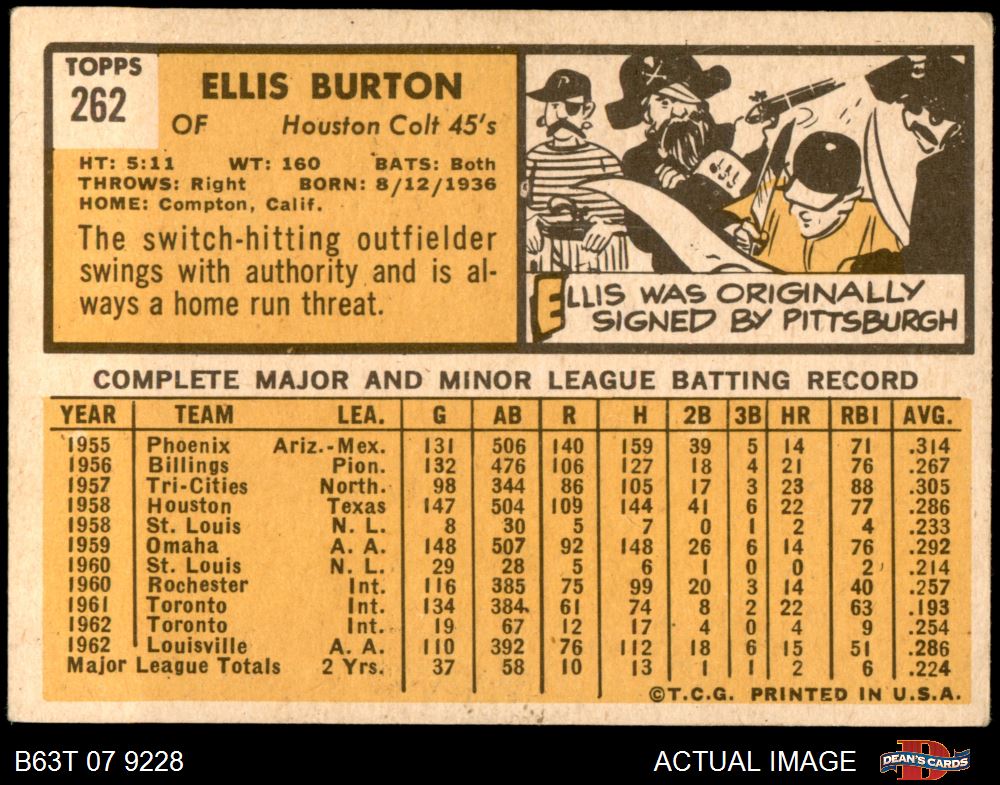 TOPPS
262
ELLIS BURTON
OF Houston Colt 45's
HT: 5:11 WT: 160 BATS: Both
THROWS: Right BORN: 8/12/1936
HOME: Compton, Calif.
The switch-hitting outfielder
swings with authority and is al-
ways a home run threat.
P
ELLIS WAS ORIGINALLY
SIGNED BY PITTSBURGH
COMPLETE MAJOR AND MINOR LEAGUE BATTING RECORD
YEAR TEAM LEA. G AB R H 2B 3B HR RBI AVG.
1955 Phoenix Ariz.-Mex. 131 506 140 159 39 5 14 71 .314
1956 Billings Pion. 132 476 106 127 18 4 21 76 .267
1957 Tri-Cities North. 98 344 86 105 17 3 23 88 .305
1958 Houston Texas 147 504 109 144 41 6 22 77 .286
1958 St. Louis N. L. 8 30 5 7 0 1 2 4 .233
1959 Omaha A. A. 148 507 92 148 26 6 14 76 .292
1960 St. Louis N. L. 29 28 5 6 1 0 0 2 .214
1960 Rochester Int. 116 385 75 99 20 3 14 40 .257
1961 Toronto Int. 134 384 61 74 8 2 22 63 .193
1962 Toronto Int. 19 67 12 17 4 0 4 9 .254
1962 Louisville A. A. 110 392 76 112 18 6 15 51 .286
Major League Totals 2 Yrs. 37 58 10 13 1 1 2 6 .224
©T.C.G. PRINTED IN U.S.A.
B63T 07 9228 ACTUAL IMAGE
D
DEAN'S CARDS